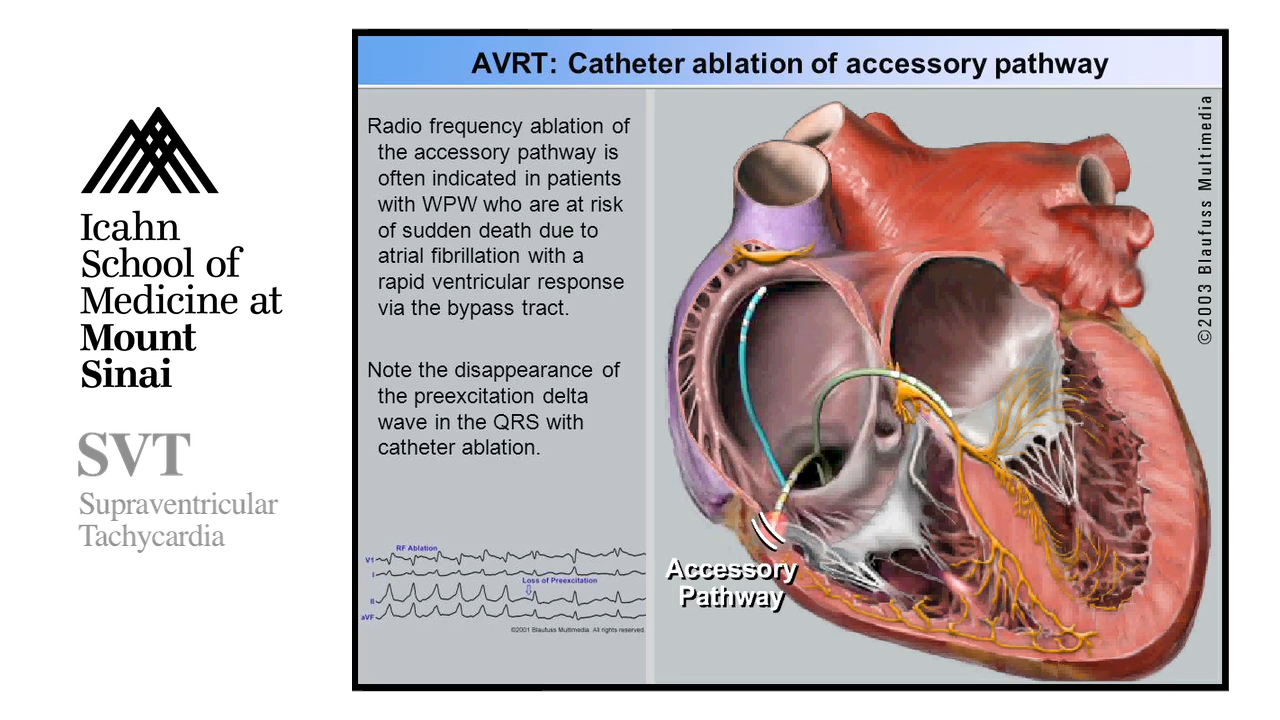 Icahn
School of
Medicine at
Mount
Sinai
SVT
Supraventricular
Tachycardia
AVRT: Catheter ablation of accessory pathway
Radio frequency ablation of
the accessory pathway is
often indicated in patients
with WPW who are at risk
of sudden death due to
atrial fibrillation with a
rapid ventricular response
via the bypass tract.
Note the disappearance of
the preexcitation delta
wave in the QRS with
catheter ablation.
RF Ablation
V1
I
Loss of Preexcitation
II
aVF
©2001 Blaufuss Multimedia. All rights reserved.
Accessory
Pathway
©2003 Blaufuss Multimedia